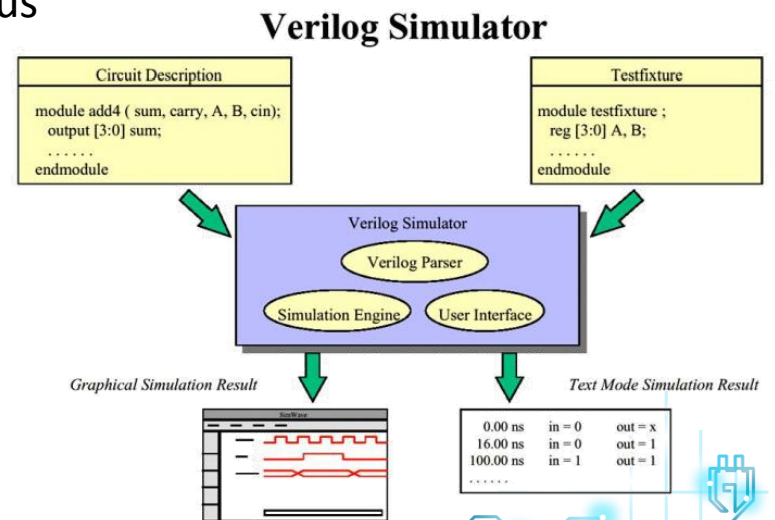 us
Verilog Simulator
Circuit Description
module add4 ( sum, carry, A, B, cin);
output [3:0] sum;
. . . . . .
endmodule
Testfixture
module testfixture ;
reg [3:0] A, B;
. . . . . .
endmodule
Verilog Simulator
Verilog Parser
Simulation Engine
User Interface
Graphical Simulation Result
Text Mode Simulation Result
SimWave
0.00 ns in = 0 out = x
16.00 ns in = 0 out = 1
100.00 ns in = 1 out = 1
. . . . . .